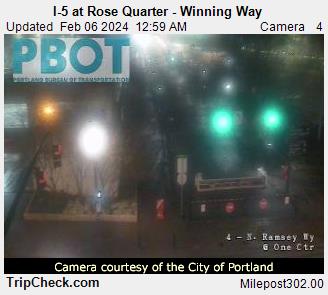 I-5 at Rose Quarter - Winning Way
Updated Feb 06 2024 12:59 AM Camera 4
PBOT
PORTLAND BUREAU OF TRANSPORTATION
4 - N. Ramsey Wy
@ One Ctr
Camera courtesy of the City of Portland
TripCheck.com Milepost302.00